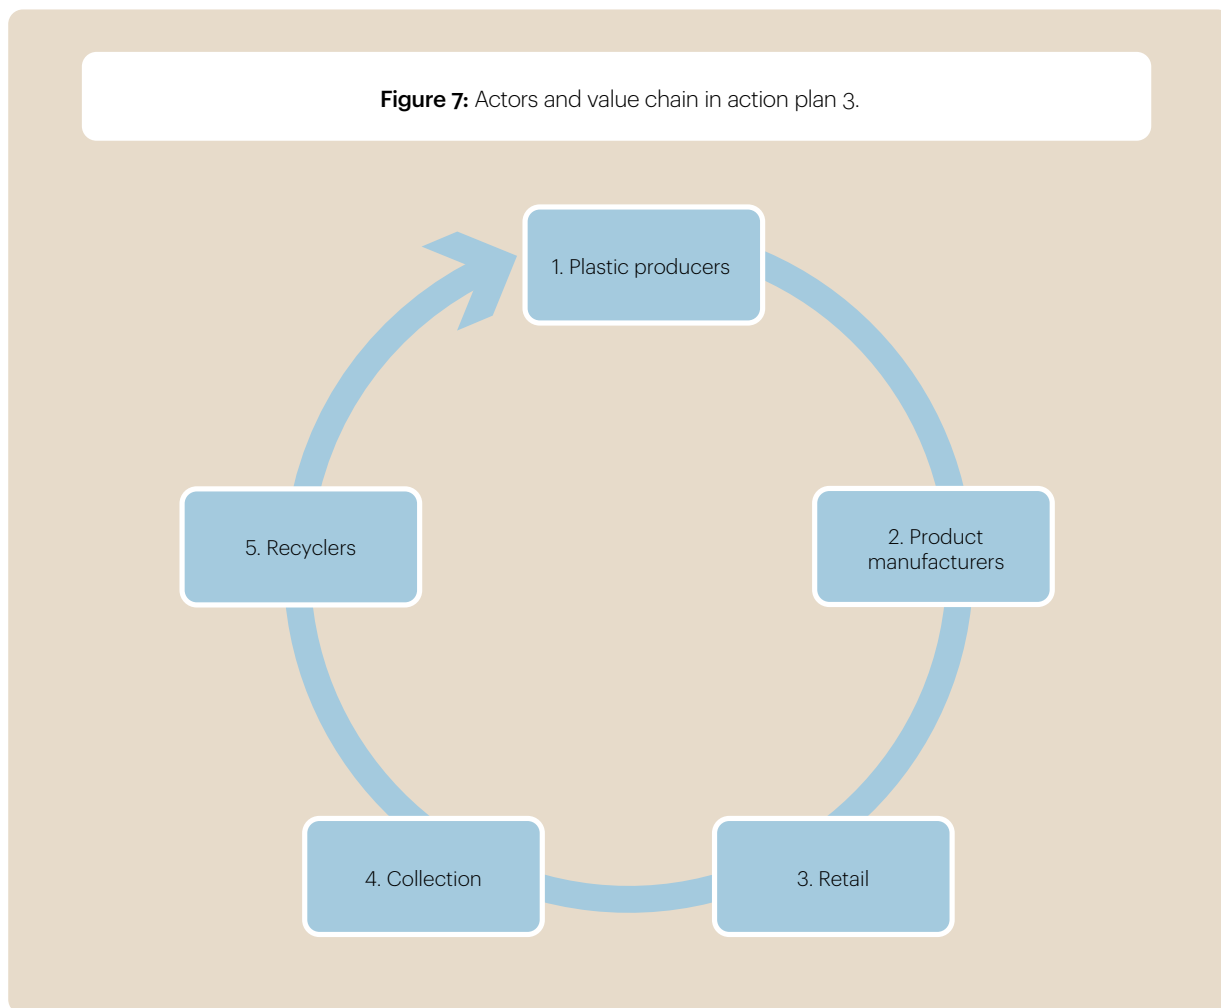 Figure 7: Actors and value chain in action plan 3.
1. Plastic producers
2. Product
manufacturers
3. Retail
4. Collection
5. Recyclers